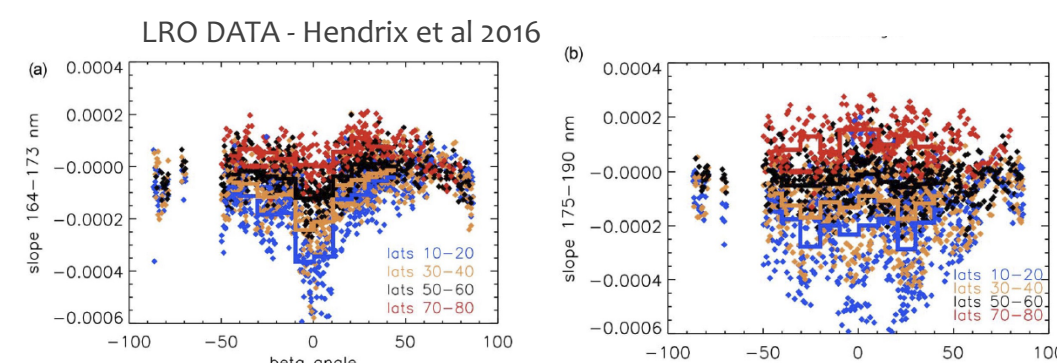 LRO DATA - Hendrix et al 2016
(a)
0.0004
0.0002
-0.0000
-0.0002
-0.0004
-0.0006
slope 164-173 nm
lats 10-20
lats 30-40
lats 50-60
lats 70-80
-100 -50 0 50 100
beta angle
(b)
0.0004
0.0002
-0.0000
-0.0002
-0.0004
-0.0006
slope 175-190 nm
lats 10-20
lats 30-40
lats 50-60
lats 70-80
-100 -50 0 50